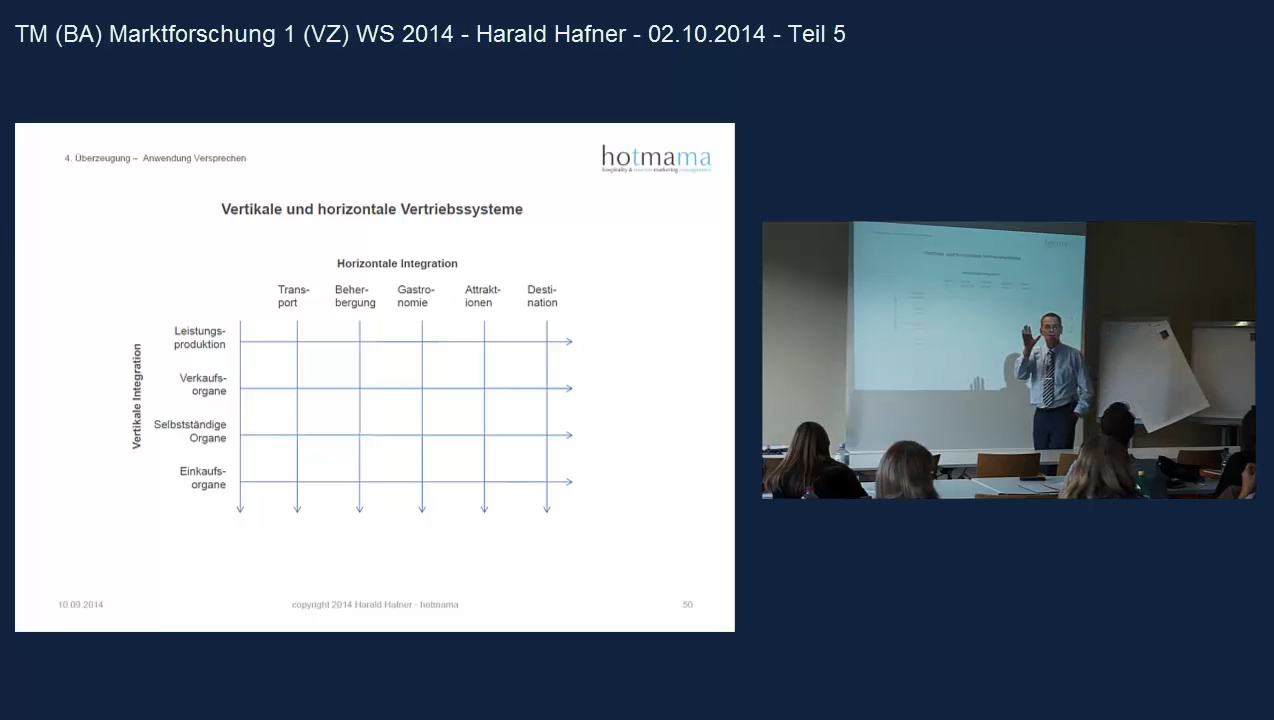 TM (BA) Marktforschung 1 (VZ) WS 2014 - Harald Hafner - 02.10.2014 - Teil 5
4. Überzeugung – Anwendung Versprechen
hotmama
hospitality & tourism marketing management
Vertikale und horizontale Vertriebssysteme
Horizontale Integration
Trans-
port
Beher-
bergung
Gastro-
nomie
Attrakt-
ionen
Desti-
nation
Vertikale Integration
Leistungs-
produktion
Verkaufs-
organe
Selbstständige
Organe
Einkaufs-
organe
10.09.2014
copyright 2014 Harald Hafner - hotmama
50